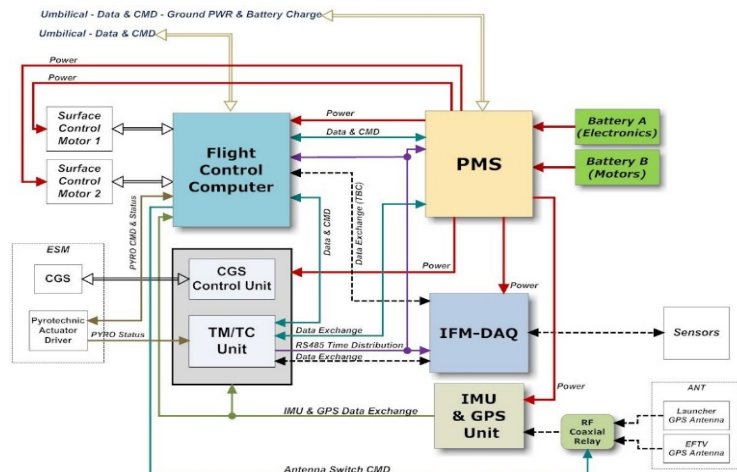 Umbilical - Data & CMD - Ground PWR & Battery Charge
Umbilical - Data & CMD
Power
Power
Surface
Control
Motor 1
Surface
Control
Motor 2
Flight
Control
Computer
Power
Data & CMD
PMS
Battery A
(Electronics)
Battery B
(Motors)
PYRO CMD & Status
Data & CMD
Data Exchange (TBC)
ESM
CGS
Pyrotechnic
Actuator
Driver
PYRO Status
CGS
Control Unit
TM/TC
Unit
Power
Power
Data Exchange
RS485 Time Distribution
Data Exchange
IFM-DAQ
Sensors
IMU & GPS Data Exchange
IMU
& GPS
Unit
Power
RF
Coaxial
Relay
ANT
Launcher
GPS Antenna
EFTV
GPS Antenna
Antenna Switch CMD